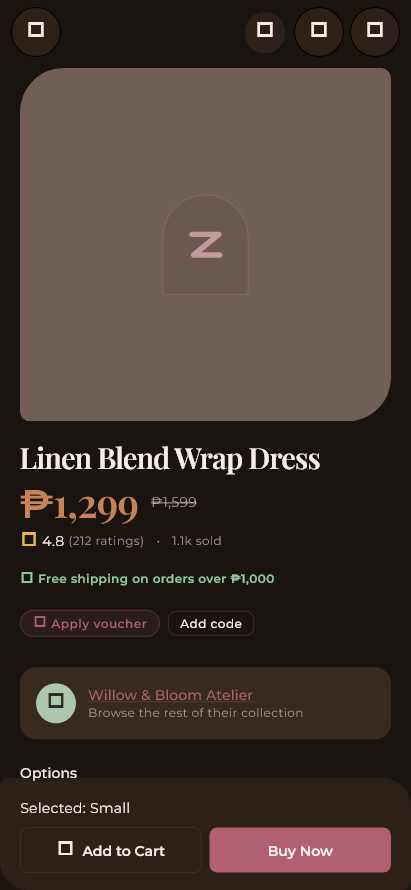 Linen Blend Wrap Dress
₱1,299 ₱1,599
4.8 (212 ratings) • 1.1k sold
Free shipping on orders over ₱1,000
Apply voucher Add code
Willow & Bloom Atelier
Browse the rest of their collection
Options
Selected: Small
Add to Cart Buy Now